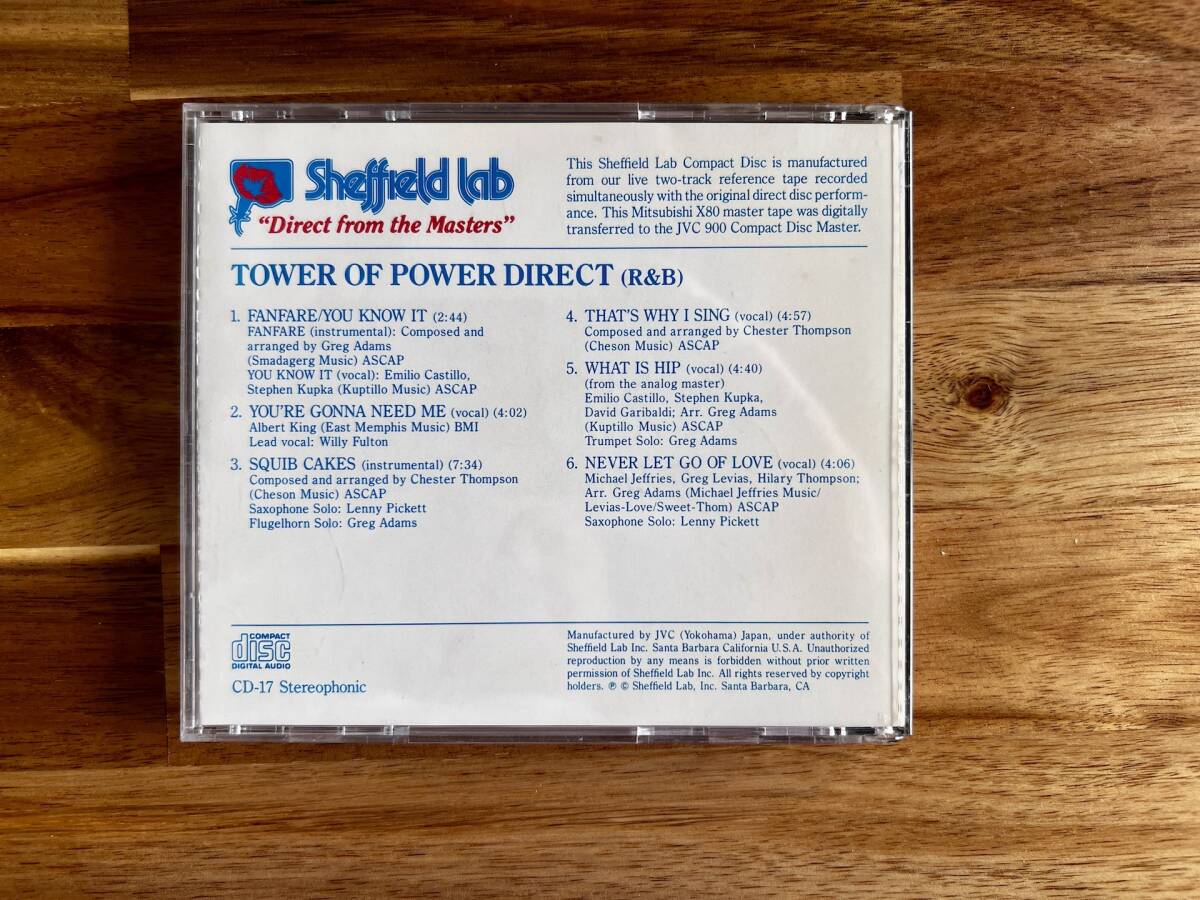 Sheffield lab
"Direct from the Masters"
This Sheffield Lab Compact Disc is manufactured
from our live two-track reference tape recorded
simultaneously with the original direct disc perform-
ance. This Mitsubishi X80 master tape was digitally
transferred to the JVC 900 Compact Disc Master.
TOWER OF POWER DIRECT (R&B)
1. FANFARE/YOU KNOW IT (2:44)
FANFARE (instrumental): Composed and
arranged by Greg Adams
(Smadagerg Music) ASCAP
YOU KNOW IT (vocal): Emilio Castillo,
Stephen Kupka (Kuptillo Music) ASCAP
2. YOU'RE GONNA NEED ME (vocal) (4:02)
Albert King (East Memphis Music) BMI
Lead vocal: Willy Fulton
3. SQUIB CAKES (instrumental) (7:34)
Composed and arranged by Chester Thompson
(Cheson Music) ASCAP
Saxophone Solo: Lenny Pickett
Flugelhorn Solo: Greg Adams
4. THAT'S WHY I SING (vocal) (4:57)
Composed and arranged by Chester Thompson
(Cheson Music) ASCAP
5. WHAT IS HIP (vocal) (4:40)
(from the analog master)
Emilio Castillo, Stephen Kupka,
David Garibaldi; Arr. Greg Adams
(Kuptillo Music) ASCAP
Trumpet Solo: Greg Adams
6. NEVER LET GO OF LOVE (vocal) (4:06)
Michael Jeffries, Greg Levias, Hilary Thompson;
Arr. Greg Adams (Michael Jeffries Music/
Levias-Love/Sweet-Thom) ASCAP
Saxophone Solo: Lenny Pickett
COMPACT
disc
DIGITAL AUDIO
CD-17 Stereophonic
Manufactured by JVC (Yokohama) Japan, under authority of
Sheffield Lab Inc. Santa Barbara California U.S.A. Unauthorized
reproduction by any means is forbidden without prior written
permission of Sheffield Lab Inc. All rights reserved by copyright
holders. ℗ © Sheffield Lab, Inc. Santa Barbara, CA